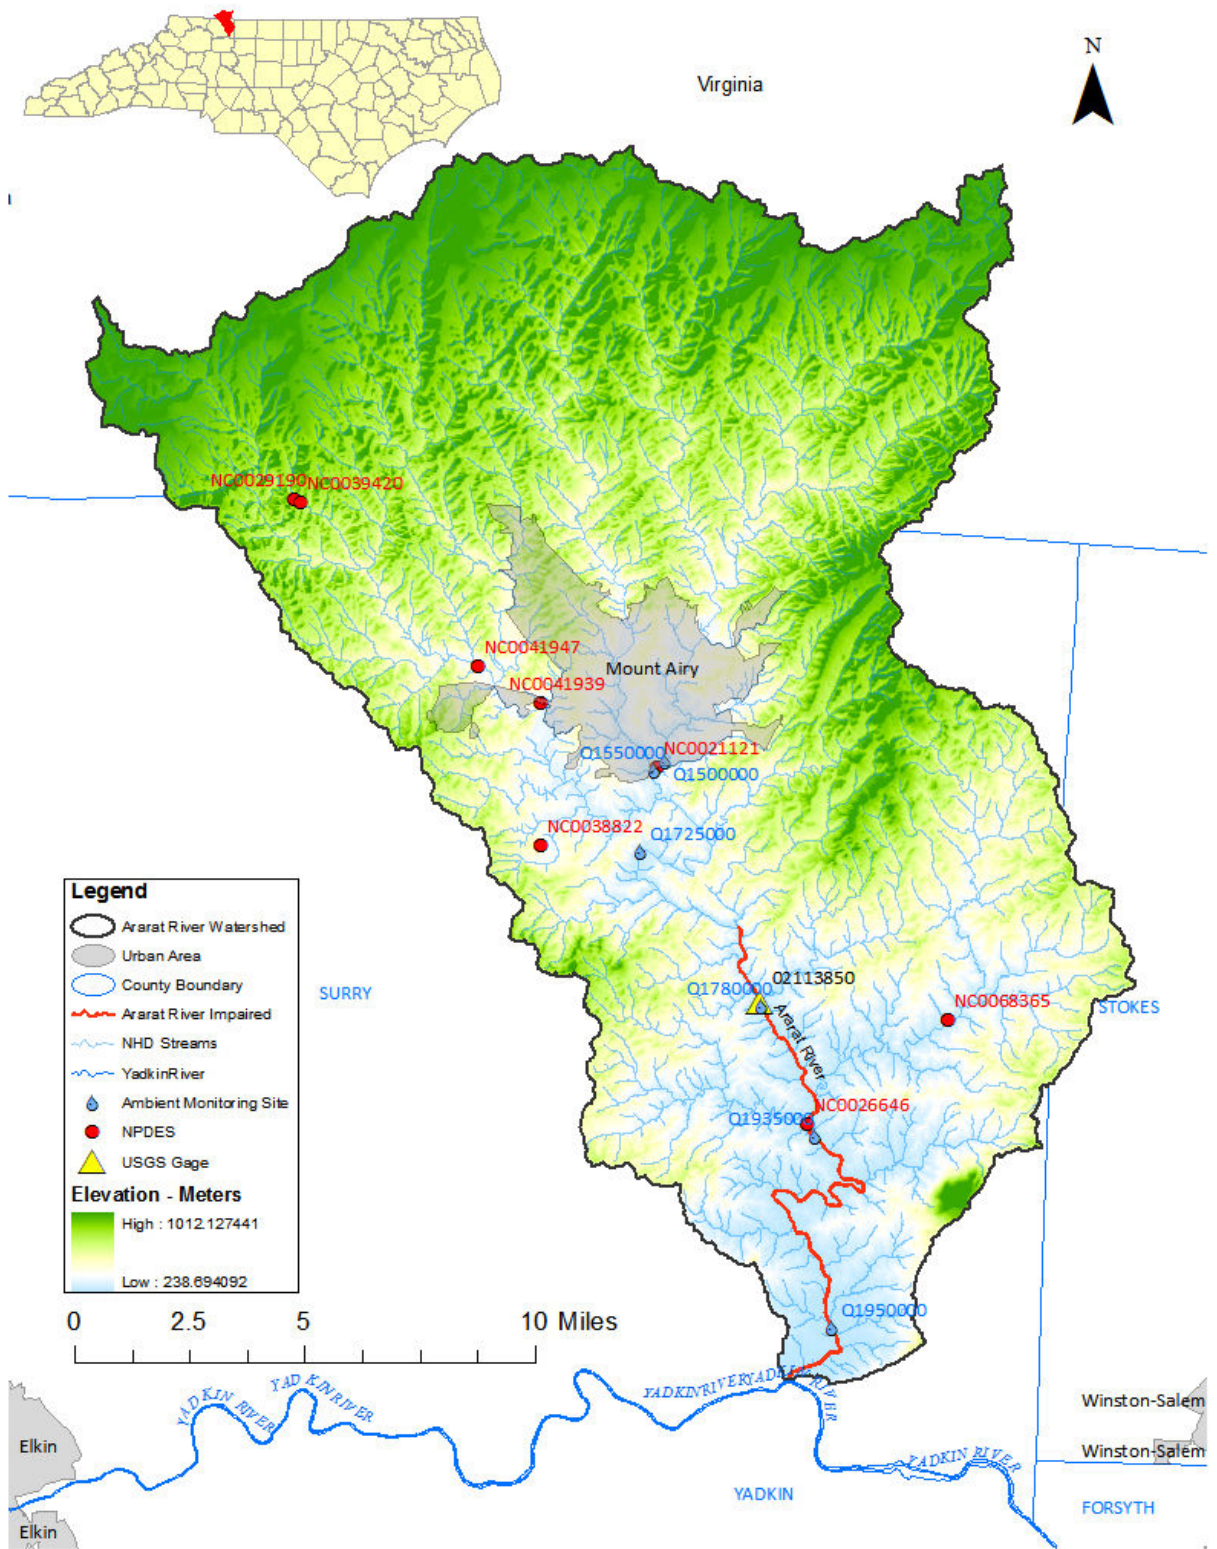 Virginia
N
NC0029190
NC0039420
NC0041947
Mount Airy
NC0041939
Q1550000
NC0021121
Q1500000
NC0038822
Q1725000
Legend
Ararat River Watershed
Urban Area
County Boundary
Ararat River Impaired
NHD Streams
YadkinRiver
Ambient Monitoring Site
NPDES
USGS Gage
Elevation - Meters
High : 1012.127441
Low : 238.694092
SURRY
02113850
Q1780000
NC0068365
STOKES
Ararat River
NC0026646
Q1935000
Q1950000
0 2.5 5 10 Miles
YADKIN RIVER
YADKINRIVER
YADKINRIVER
RIVER
Winston-Salem
Elkin
Winston-Salem
YADKIN RIVER
YADKIN
FORSYTH
Elkin